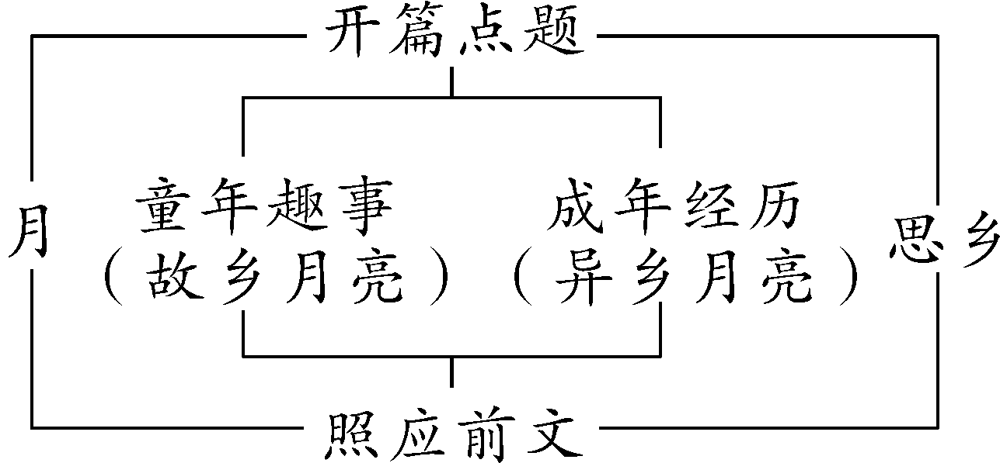 开篇点题
童年趣事
（故乡月亮）
成年经历
（异乡月亮）
月
思乡
照应前文